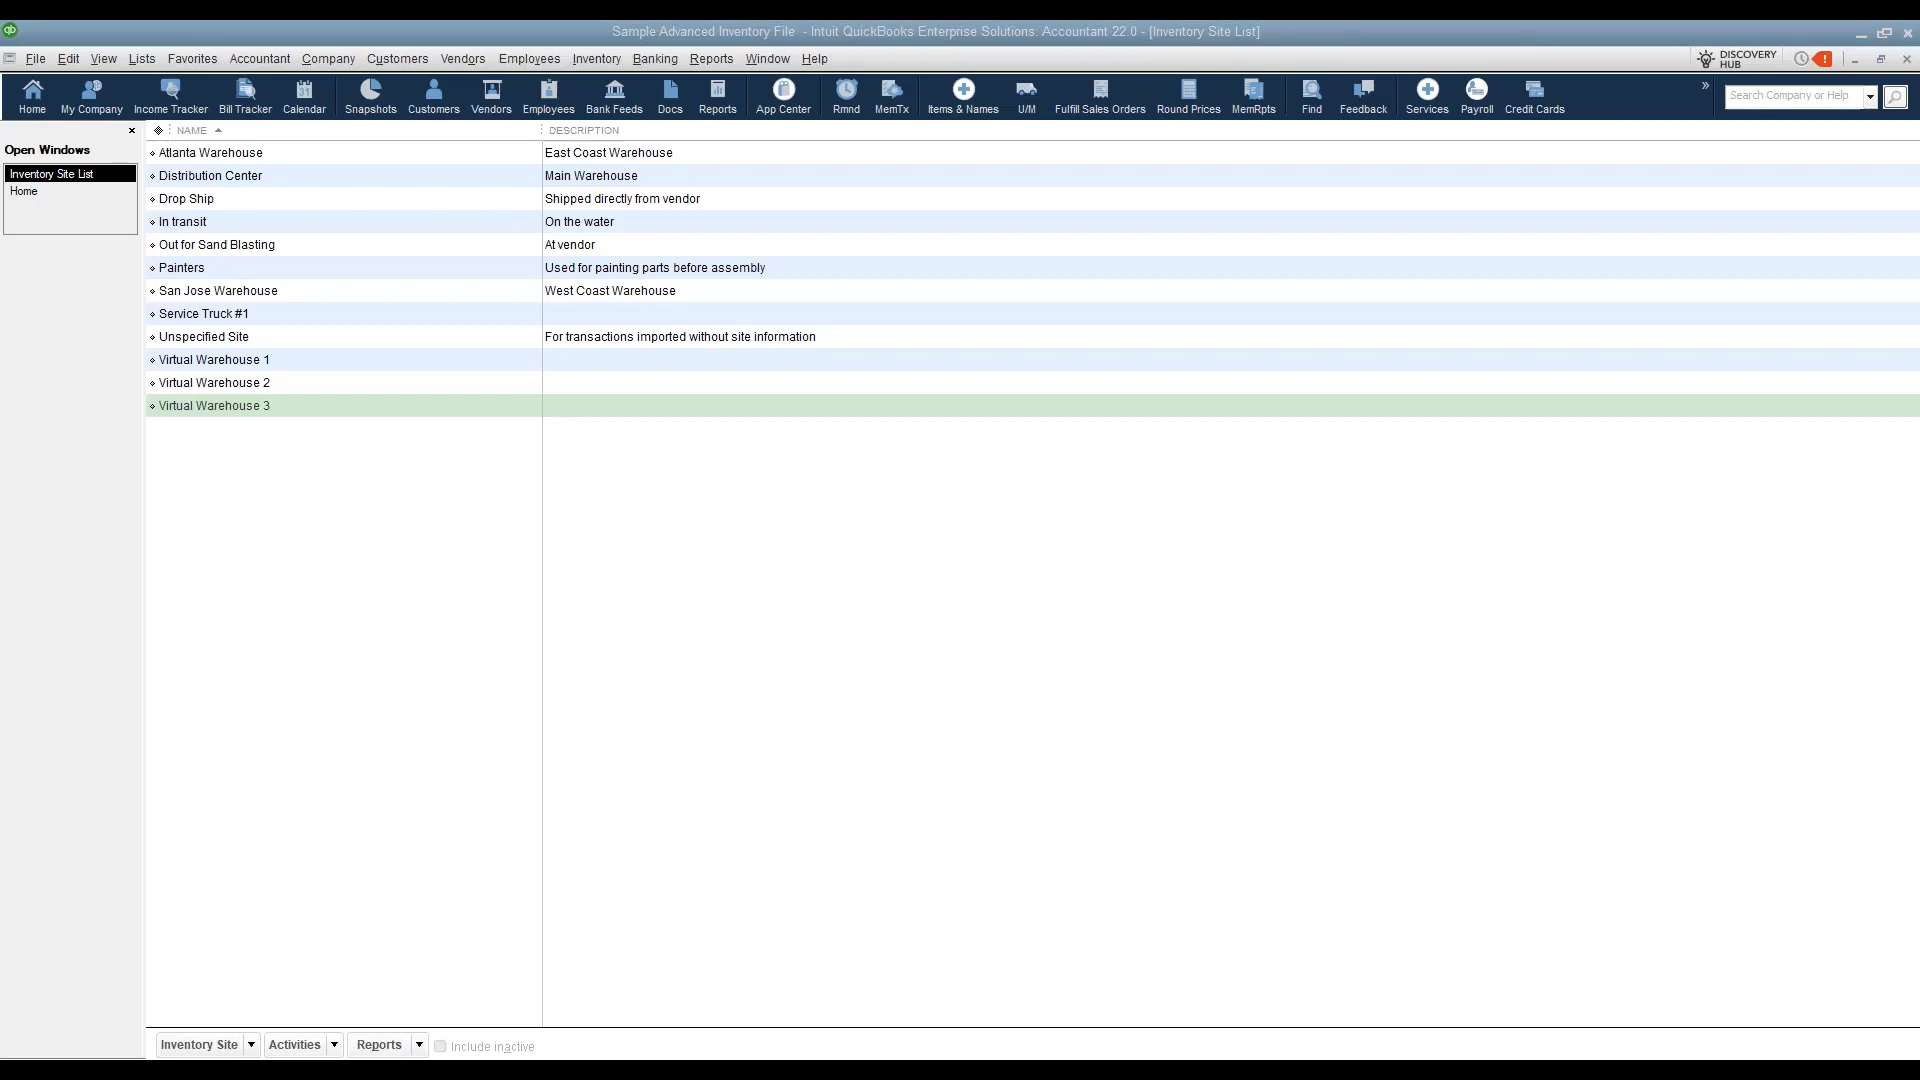 qb
Sample Advanced Inventory File - Intuit QuickBooks Enterprise Solutions: Accountant 22.0 - [Inventory Site List]
File Edit View Lists Favorites Accountant Company Customers Vendors Employees Inventory Banking Reports Window Help
DISCOVERY
HUB
!
31
Home My Company Income Tracker Bill Tracker Calendar Snapshots Customers Vendors Employees Bank Feeds Docs Reports App Center Rmnd MemTx Items & Names U/M Fulfill Sales Orders Round Prices MemRpts Find Feedback Services Payroll Credit Cards » Search Company or Help
Open Windows
Inventory Site List
Home
NAME DESCRIPTION
Atlanta Warehouse East Coast Warehouse
Distribution Center Main Warehouse
Drop Ship Shipped directly from vendor
In transit On the water
Out for Sand Blasting At vendor
Painters Used for painting parts before assembly
San Jose Warehouse West Coast Warehouse
Service Truck #1
Unspecified Site For transactions imported without site information
Virtual Warehouse 1
Virtual Warehouse 2
Virtual Warehouse 3
Inventory Site Activities Reports Include inactive